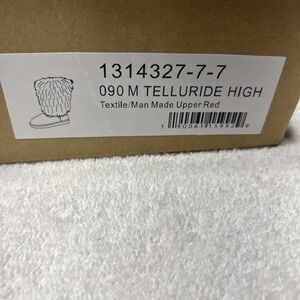 1314327-7-7
090 M TELLURIDE HIGH
Textile/Man Made Upper Red